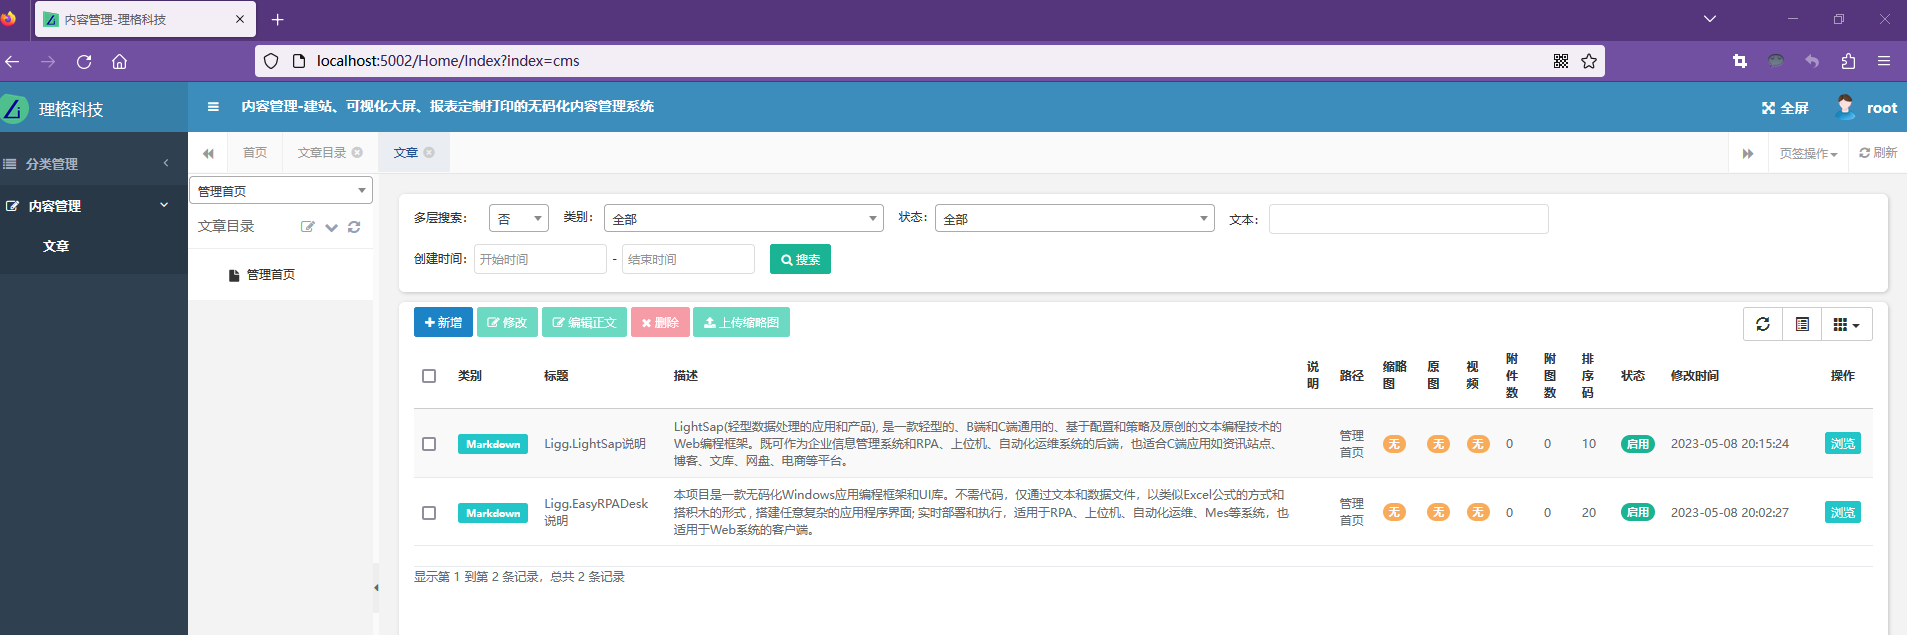 内容管理-理格科技
localhost:5002/Home/Index?index=cms
理格科技
内容管理-建站、可视化大屏、报表定制打印的无码化内容管理系统
全屏
root
首页
文章目录
文章
页签操作
刷新
分类管理
内容管理
文章
管理首页
文章目录
管理首页
多层搜索：
否
类别：
全部
状态：
全部
文本：
创建时间：
开始时间
-
结束时间
搜索
新增
修改
编辑正文
删除
上传缩略图
类别
标题
描述
说明
路径
缩略图
原图
视频
附件数
附图数
排序码
状态
修改时间
操作
Markdown
Ligg.LightSap说明
LightSap(轻型数据处理的应用和产品), 是一款轻型的、B端和C端通用的、基于配置和策略及原创的文本编程技术的
Web编程框架。既可作为企业信息管理系统和RPA、上位机、自动化运维系统的后端，也适合C端应用如资讯站点、
博客、文库、网盘、电商等平台。
管理
首页
无
无
无
0
0
10
启用
2023-05-08 20:15:24
浏览
Markdown
Ligg.EasyRPADesk
说明
本项目是一款无码化Windows应用编程框架和UI库。不需代码，仅通过文本和数据文件，以类似Excel公式的方式和
搭积木的形式 , 搭建任意复杂的应用程序界面; 实时部署和执行，适用于RPA、上位机、自动化运维、Mes等系统，也
适用于Web系统的客户端。
管理
首页
无
无
无
0
0
20
启用
2023-05-08 20:02:27
浏览
显示第 1 到第 2 条记录，总共 2 条记录